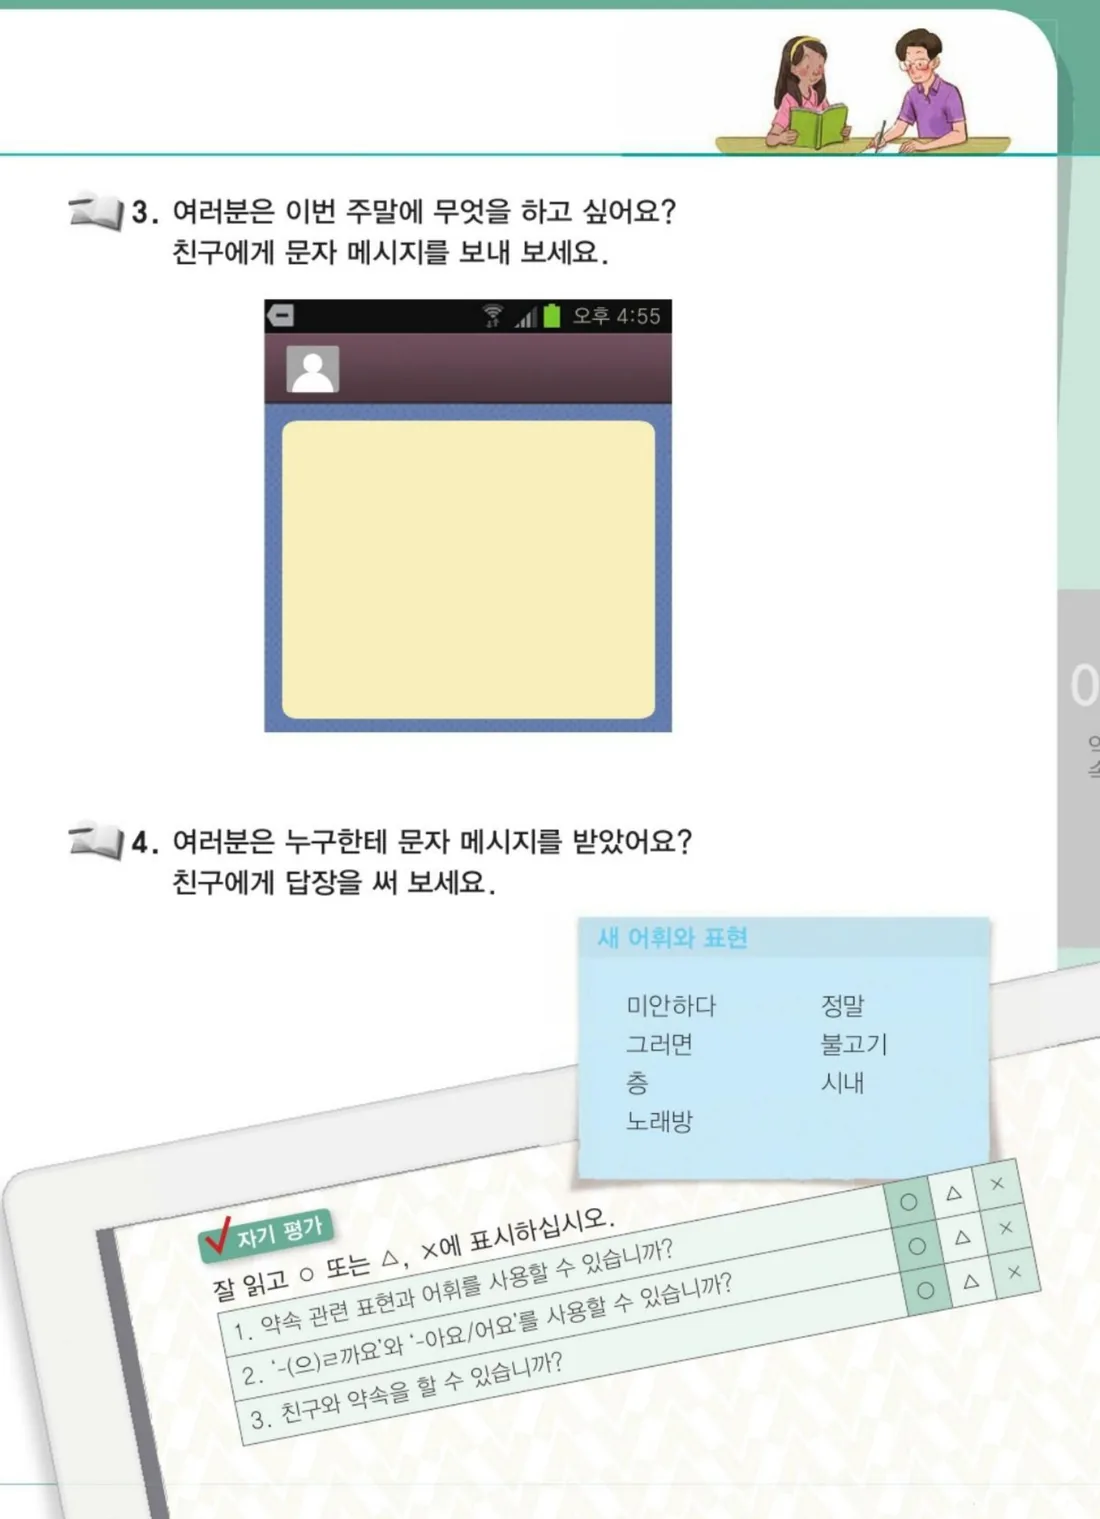 오후 4:55
3. 여러분은 이번 주말에 무엇을 하고 싶어요?
친구에게 문자 메시지를 보내 보세요.
4. 여러분은 누구한테 문자 메시지를 받았어요?
친구에게 답장을 써 보세요.
새 어휘와 표현
미안하다 정말
그러면 불고기
층 시내
노래방
자기 평가
잘 읽고 ○ 또는 △, ×에 표시하십시오.
1. 약속 관련 표현과 어휘를 사용할 수 있습니까? ○ △ ×
2. ‘-(으)ㄹ까요’와 ‘-아요/어요’를 사용할 수 있습니까? ○ △ ×
3. 친구와 약속을 할 수 있습니까? ○ △ ×